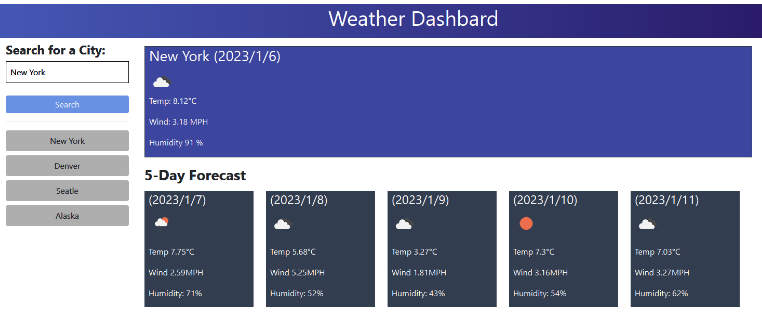 Weather Dashbard
Search for a City:
New York
Search
New York
Denver
Seatle
Alaska
New York (2023/1/6)
Temp: 8.12°C
Wind: 3.18 MPH
Humidity 91 %
5-Day Forecast
(2023/1/7)
Temp 7.75°C
Wind 2.59MPH
Humidity: 71%
(2023/1/8)
Temp 5.68°C
Wind 5.25MPH
Humidity: 52%
(2023/1/9)
Temp 3.27°C
Wind 1.81MPH
Humidity: 43%
(2023/1/10)
Temp 7.3°C
Wind 3.16MPH
Humidity: 54%
(2023/1/11)
Temp 7.03°C
Wind 3.27MPH
Humidity: 62%